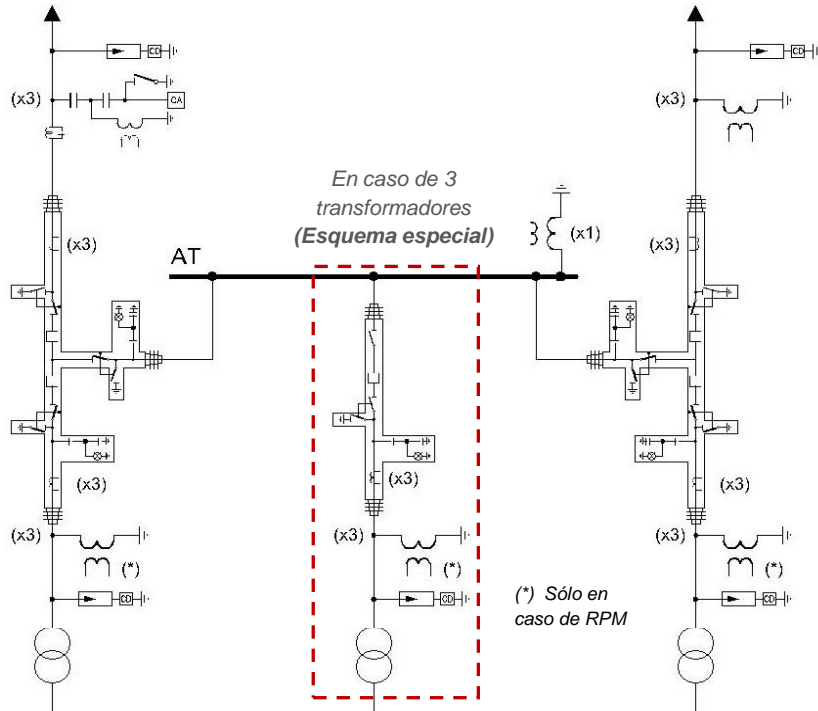 CD
CD
(x3)
CA
(x3)
En caso de 3
transformadores
(Esquema especial)
(x3)
(x1)
(x3)
AT
(x3)
(x3)
(x3)
(x3)
(x3)
(x3)
(*)
(*)
(*)
CD
CD
CD
(*) Sólo en
caso de RPM